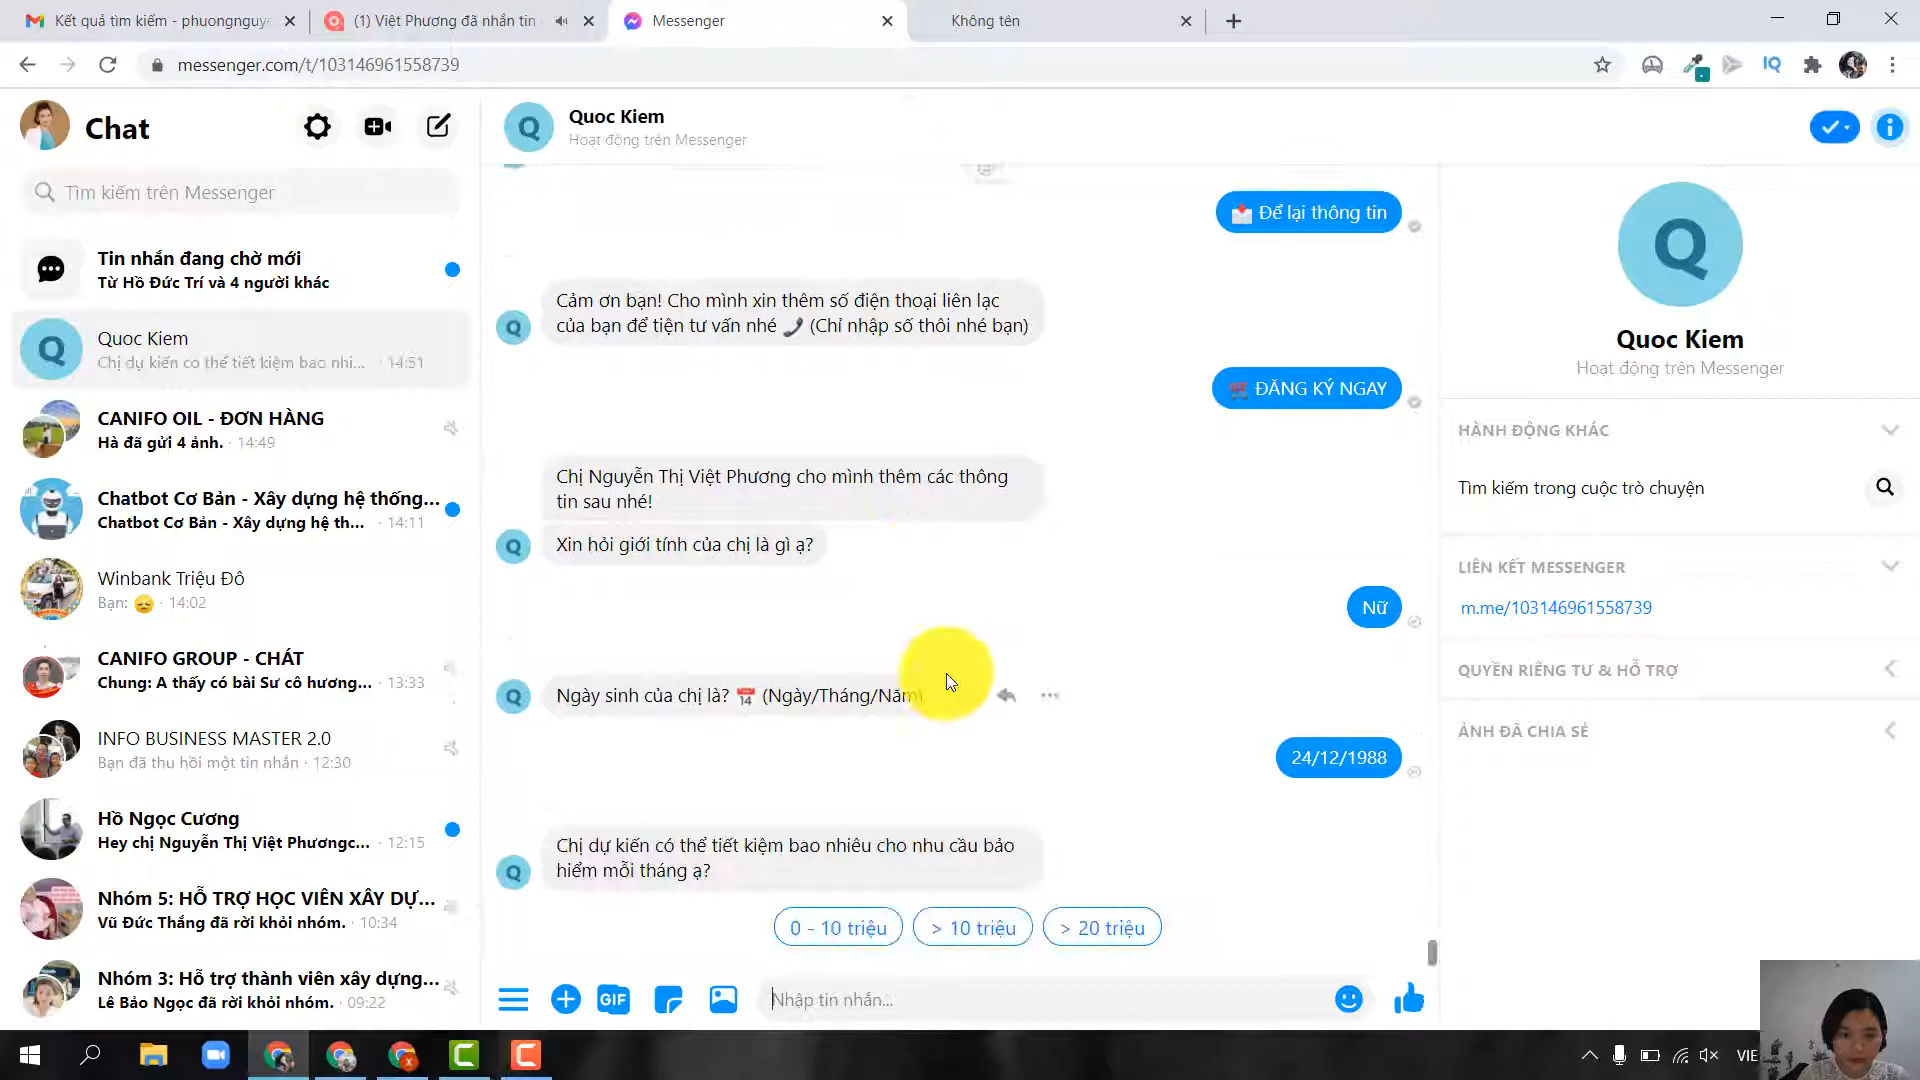 Kết quả tìm kiếm - phuongnguye
(1) Việt Phương đã nhắn tin
Messenger
Không tên
messenger.com/t/103146961558739
IQ
Chat
Tìm kiếm trên Messenger
Tin nhắn đang chờ mới
Từ Hồ Đức Trí và 4 người khác
Quoc Kiem
Chị dự kiến có thể tiết kiệm bao nhi... · 14:51
CANIFO OIL - ĐƠN HÀNG
Hà đã gửi 4 ảnh. · 14:49
Chatbot Cơ Bản - Xây dựng hệ thống...
Chatbot Cơ Bản - Xây dựng hệ th... · 14:11
Winbank Triệu Đô
Bạn: 😞 · 14:02
CANIFO GROUP - CHÁT
Chung: A thấy có bài Sư cô hương... · 13:33
INFO BUSINESS MASTER 2.0
Bạn đã thu hồi một tin nhắn · 12:30
Hồ Ngọc Cương
Hey chị Nguyễn Thị Việt Phươngc... · 12:15
Nhóm 5: HỖ TRỢ HỌC VIÊN XÂY DỰ...
Vũ Đức Thắng đã rời khỏi nhóm. · 10:34
Nhóm 3: Hỗ trợ thành viên xây dựng...
Lê Bảo Ngọc đã rời khỏi nhóm. · 09:22
Q
Quoc Kiem
Hoạt động trên Messenger
📩 Để lại thông tin
Cảm ơn bạn! Cho mình xin thêm số điện thoại liên lạc
của bạn để tiện tư vấn nhé 📞 (Chỉ nhập số thôi nhé bạn)
🛒 ĐĂNG KÝ NGAY
Chị Nguyễn Thị Việt Phương cho mình thêm các thông
tin sau nhé!
Xin hỏi giới tính của chị là gì ạ?
Nữ
Ngày sinh của chị là? 📅 (Ngày/Tháng/Năm)
24/12/1988
Chị dự kiến có thể tiết kiệm bao nhiêu cho nhu cầu bảo
hiểm mỗi tháng ạ?
0 - 10 triệu
> 10 triệu
> 20 triệu
GIF
Nhập tin nhắn...
Q
Quoc Kiem
Hoạt động trên Messenger
HÀNH ĐỘNG KHÁC
Tìm kiếm trong cuộc trò chuyện
LIÊN KẾT MESSENGER
m.me/103146961558739
QUYỀN RIÊNG TƯ & HỖ TRỢ
ẢNH ĐÃ CHIA SẺ
VIE